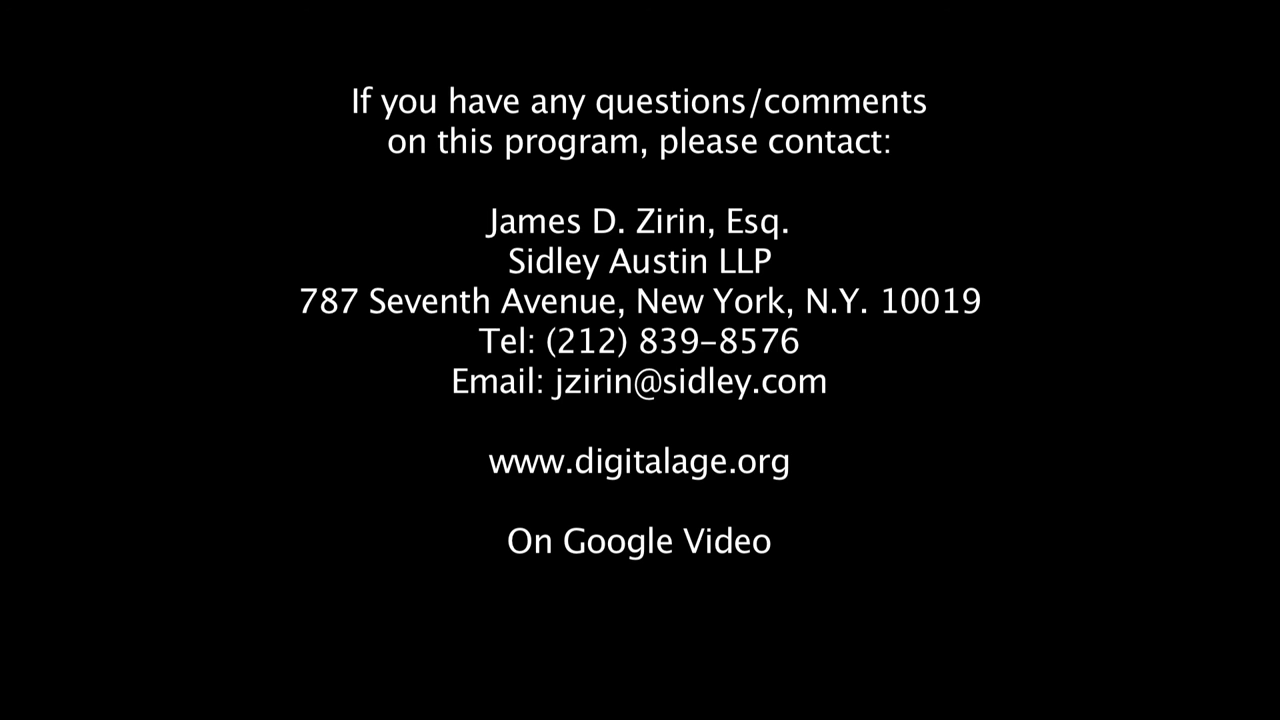 If you have any questions/comments
on this program, please contact:
James D. Zirin, Esq.
Sidley Austin LLP
787 Seventh Avenue, New York, N.Y. 10019
Tel: (212) 839-8576
Email: jzirin@sidley.com
www.digitalage.org
On Google Video